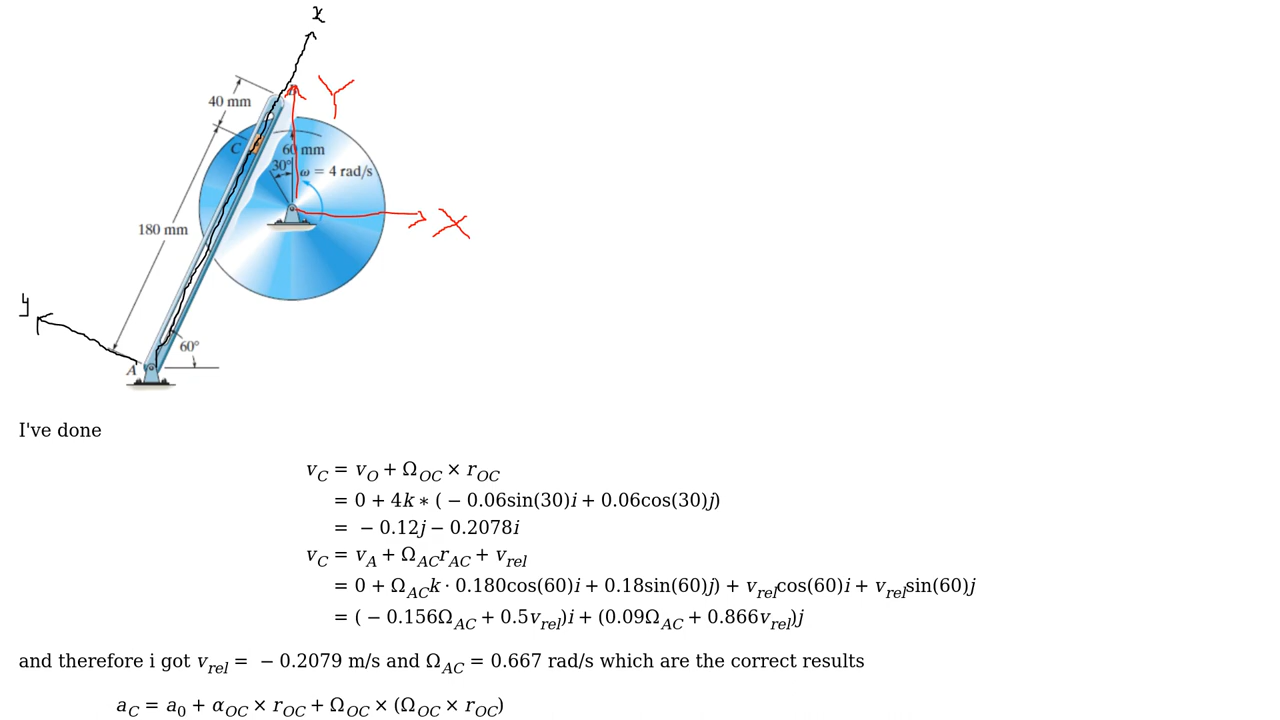 x
40 mm
B
Y
C
60 mm
30°
ω = 4 rad/s
X
180 mm
y
60°
A
I've done
v_C = v_O + Ω_OC × r_OC
= 0 + 4k ∗ ( − 0.06sin(30)i + 0.06cos(30)j)
= − 0.12j − 0.2078i
v_C = v_A + Ω_AC r_AC + v_rel
= 0 + Ω_AC k · 0.180cos(60)i + 0.18sin(60)j) + v_rel cos(60)i + v_rel sin(60)j
= ( − 0.156Ω_AC + 0.5v_rel)i + (0.09Ω_AC + 0.866v_rel)j
and therefore i got v_rel = − 0.2079 m/s and Ω_AC = 0.667 rad/s which are the correct results
a_C = a_0 + α_OC × r_OC + Ω_OC × (Ω_OC × r_OC)